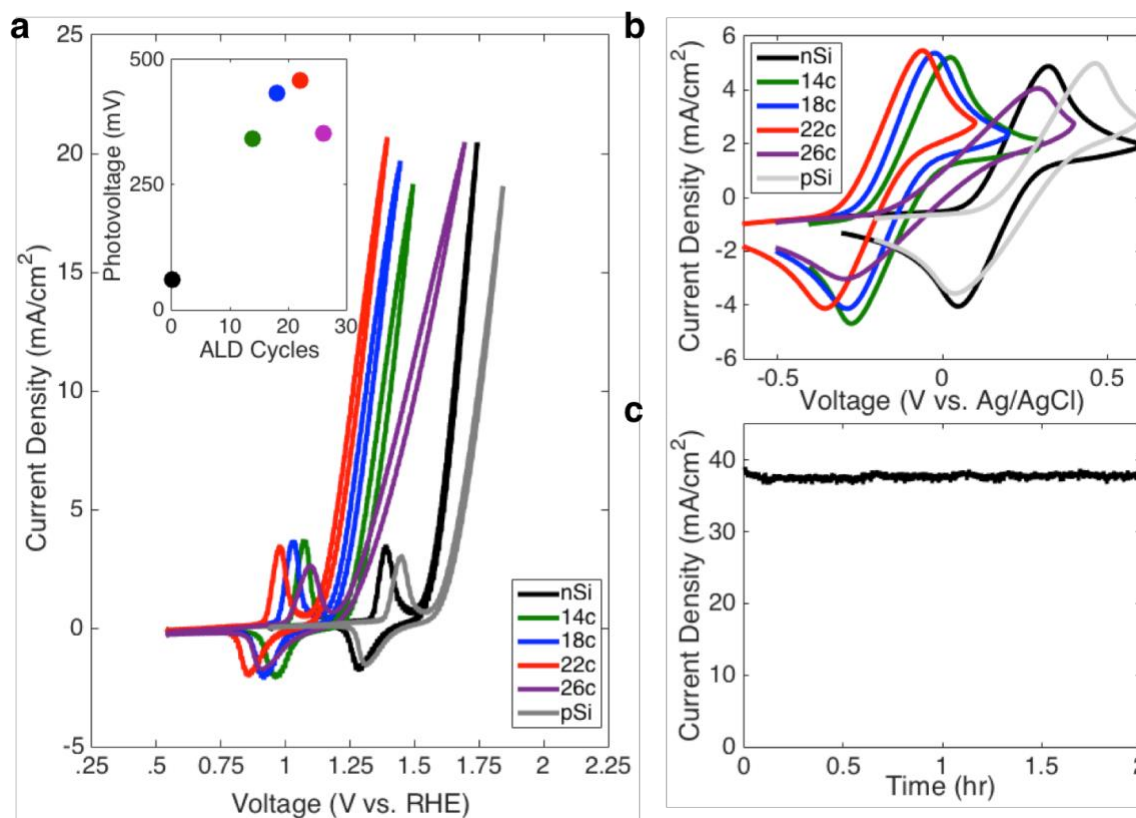 a
25
20
15
10
5
0
-5
Current Density (mA/cm²)
.25 .5 0.75 1 1.25 1.5 1.75 2 2.25
Voltage (V vs. RHE)
500
250
0
Photovoltage (mV)
0 10 20 30
ALD Cycles
nSi
14c
18c
22c
26c
pSi
b
6
4
2
0
-2
-4
-6
Current Density (mA/cm²)
-0.5 0 0.5
Voltage (V vs. Ag/AgCl)
nSi
14c
18c
22c
26c
pSi
c
40
30
20
10
0
Current Density (mA/cm²)
0 0.5 1 1.5 2
Time (hr)